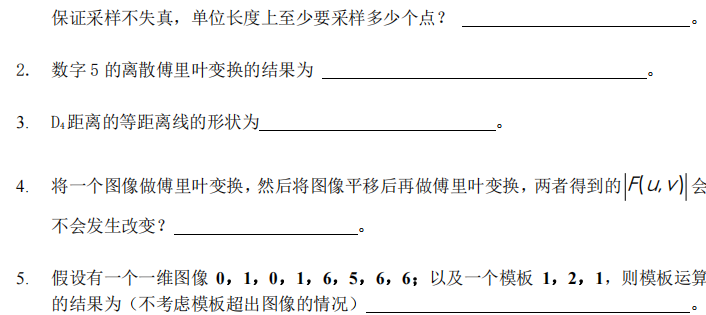 保证采样不失真，单位长度上至少要采样多少个点？ ____________________。
2. 数字 5 的离散傅里叶变换的结果为 ____________________________。
3. D₄距离的等距离线的形状为____________________。
4. 将一个图像做傅里叶变换，然后将图像平移后再做傅里叶变换，两者得到的|F(u,v)|会
不会发生改变？ ________________。
5. 假设有一个一维图像 0，1，0，1，6，5，6，6；以及一个模板 1，2，1，则模板运算
的结果为（不考虑模板超出图像的情况）____________________________。